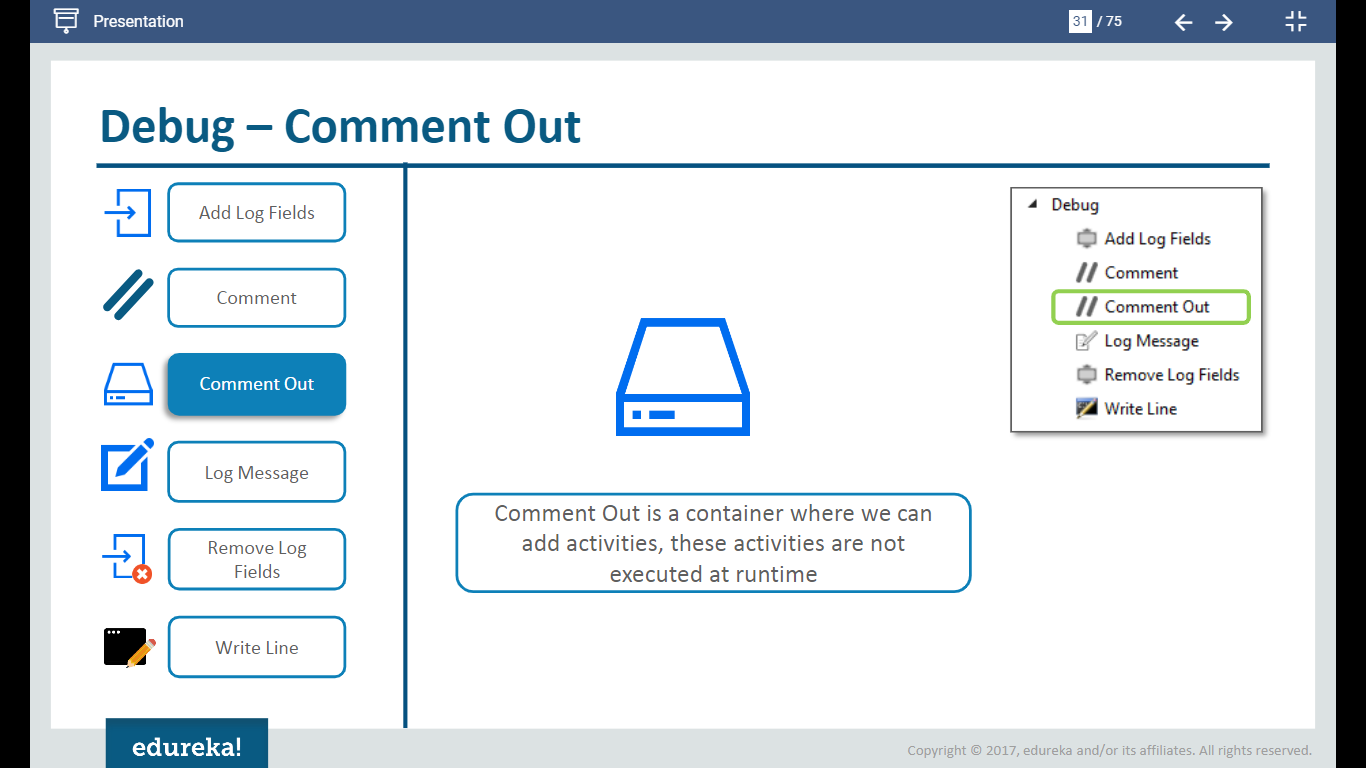 Presentation
31 / 75
Debug – Comment Out
Add Log Fields
Comment
Comment Out
Log Message
Remove Log
Fields
Write Line
Comment Out is a container where we can
add activities, these activities are not
executed at runtime
Debug
Add Log Fields
Comment
Comment Out
Log Message
Remove Log Fields
Write Line
edureka!
Copyright © 2017, edureka and/or its affiliates. All rights reserved.